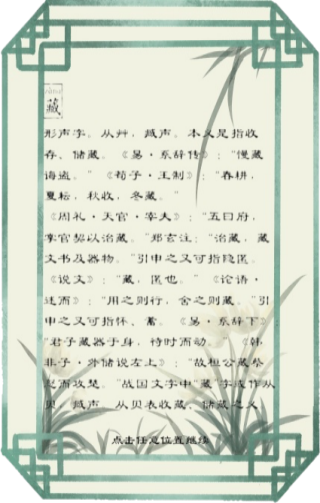 藏
形声字。从艸，臧声。本义是指收
存、储藏。《易·系辞传》："慢藏
诲盗。"《荀子·王制》："春耕，
夏耘，秋收，冬藏。"
《周礼·天官·宰夫》："五曰府，
掌官契以治藏。"郑玄注："治藏，藏
文书及器物。"引申之又可指隐匿。
《说文》："藏，匿也。"《论语·
述而》："用之则行，舍之则藏。"引
申之又可指怀、蓄。《易·系辞下》
"君子藏器于身，待时而动。"《韩
非子·外储说左上》："故桓公藏蔡
怒而攻楚。"战国文字中"藏"字或作从
贝，臧声，从贝表收藏、储藏之义
点击任意位置继续